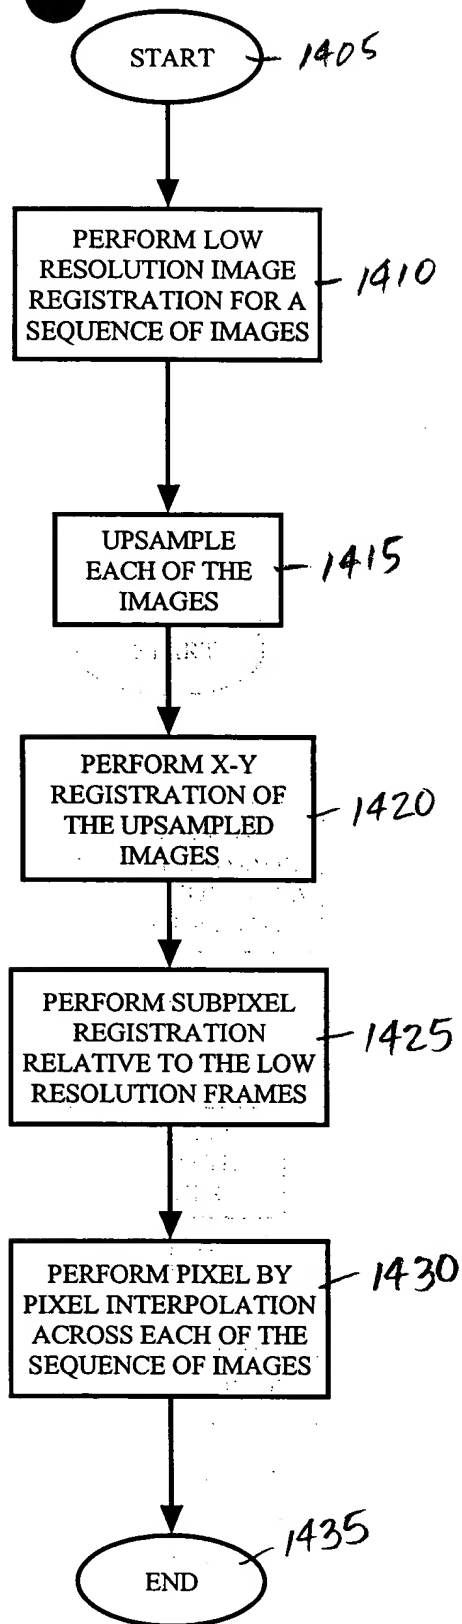 START
1405
PERFORM LOW
RESOLUTION IMAGE
REGISTRATION FOR A
SEQUENCE OF IMAGES
1410
UPSAMPLE
EACH OF THE
IMAGES
1415
PERFORM X-Y
REGISTRATION OF
THE UPSAMPLED
IMAGES
1420
PERFORM SUBPIXEL
REGISTRATION
RELATIVE TO THE LOW
RESOLUTION FRAMES
1425
PERFORM PIXEL BY
PIXEL INTERPOLATION
ACROSS EACH OF THE
SEQUENCE OF IMAGES
1430
END
1435